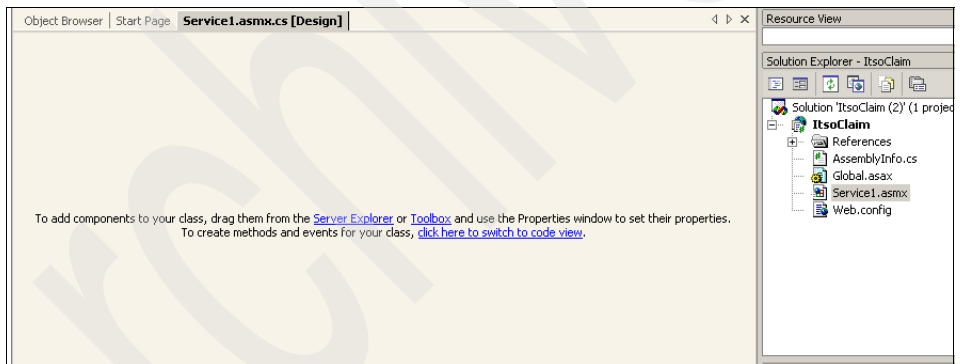 Object Browser | Start Page | Service1.asmx.cs [Design]
Resource View
Solution Explorer - ItsoClaim
Solution 'ItsoClaim (2)' (1 projec
ItsoClaim
References
AssemblyInfo.cs
Global.asax
Service1.asmx
Web.config
To add components to your class, drag them from the Server Explorer or Toolbox and use the Properties window to set their properties.
To create methods and events for your class, click here to switch to code view.